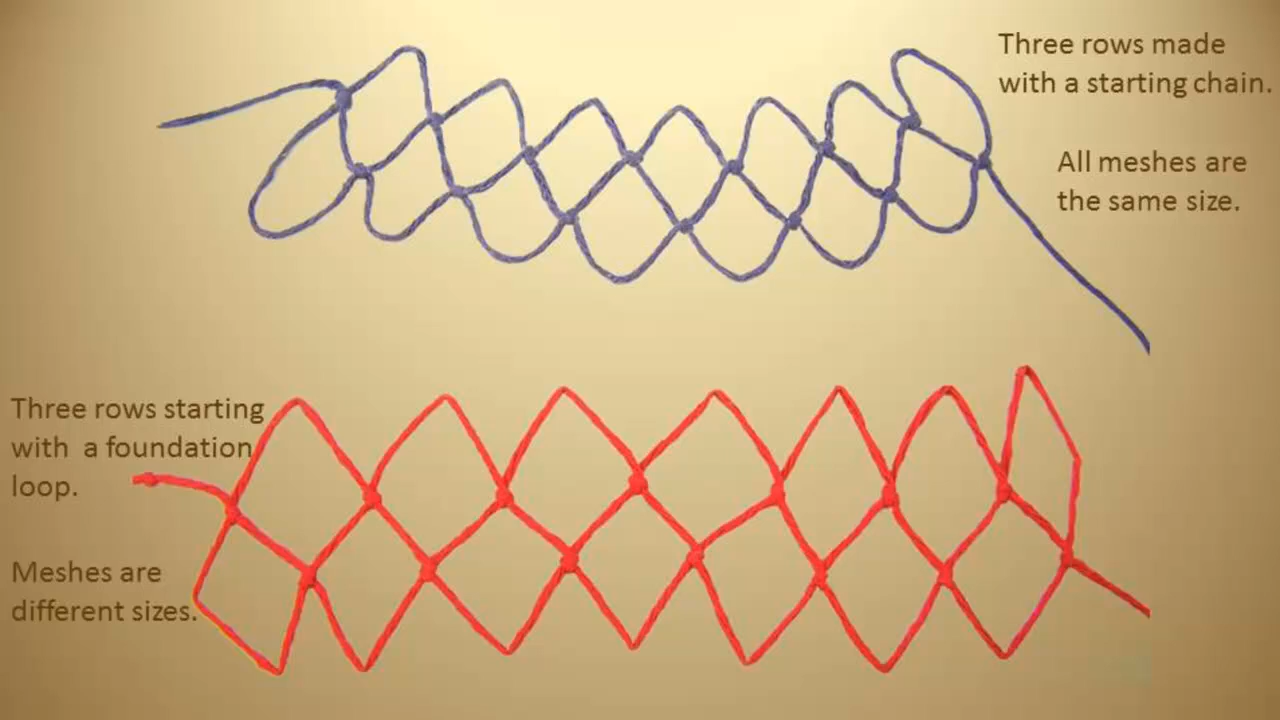 Three rows made
with a starting chain.
All meshes are
the same size.
Three rows starting
with a foundation
loop.
Meshes are
different sizes.